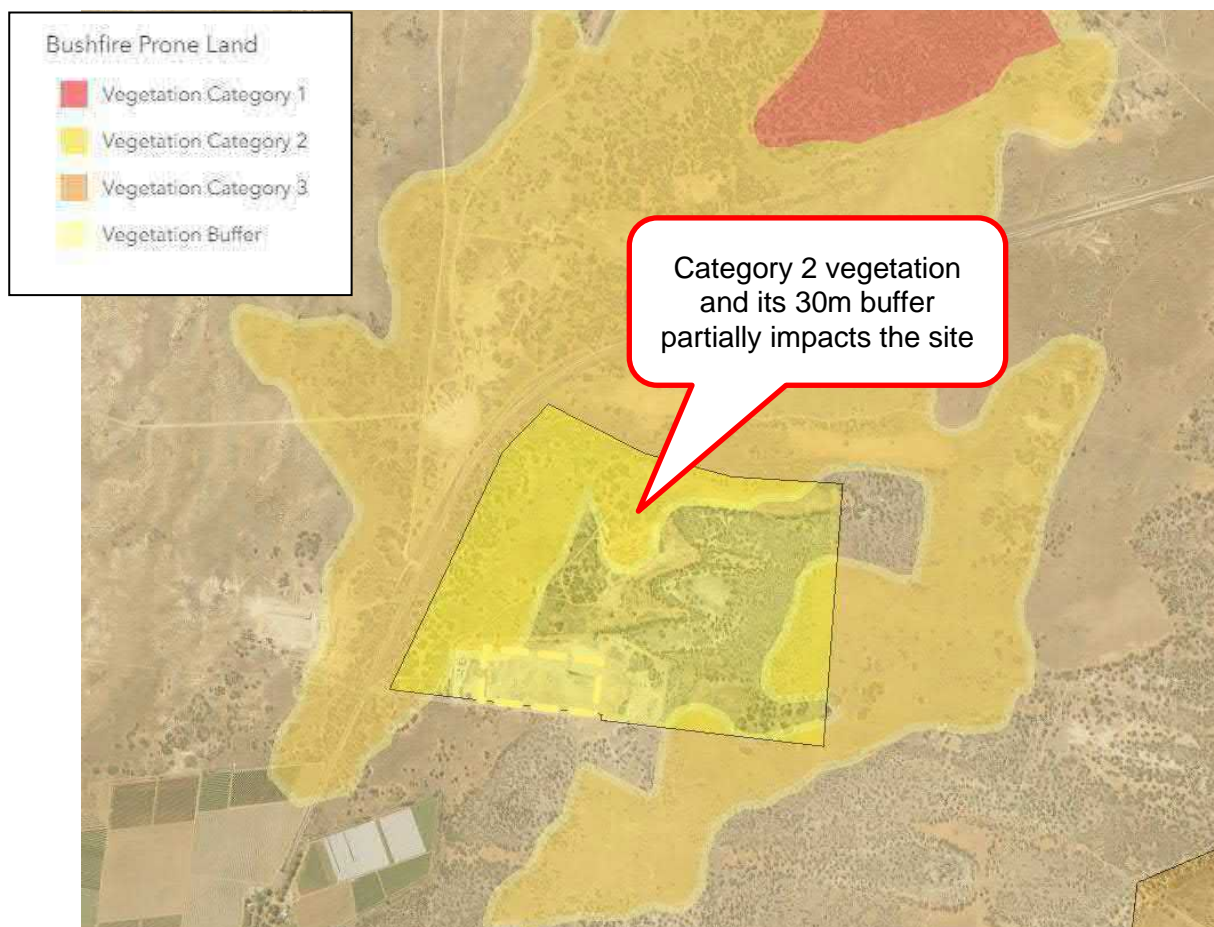 Bushfire Prone Land
Vegetation Category 1
Vegetation Category 2
Vegetation Category 3
Vegetation Buffer
Category 2 vegetation
and its 30m buffer
partially impacts the site